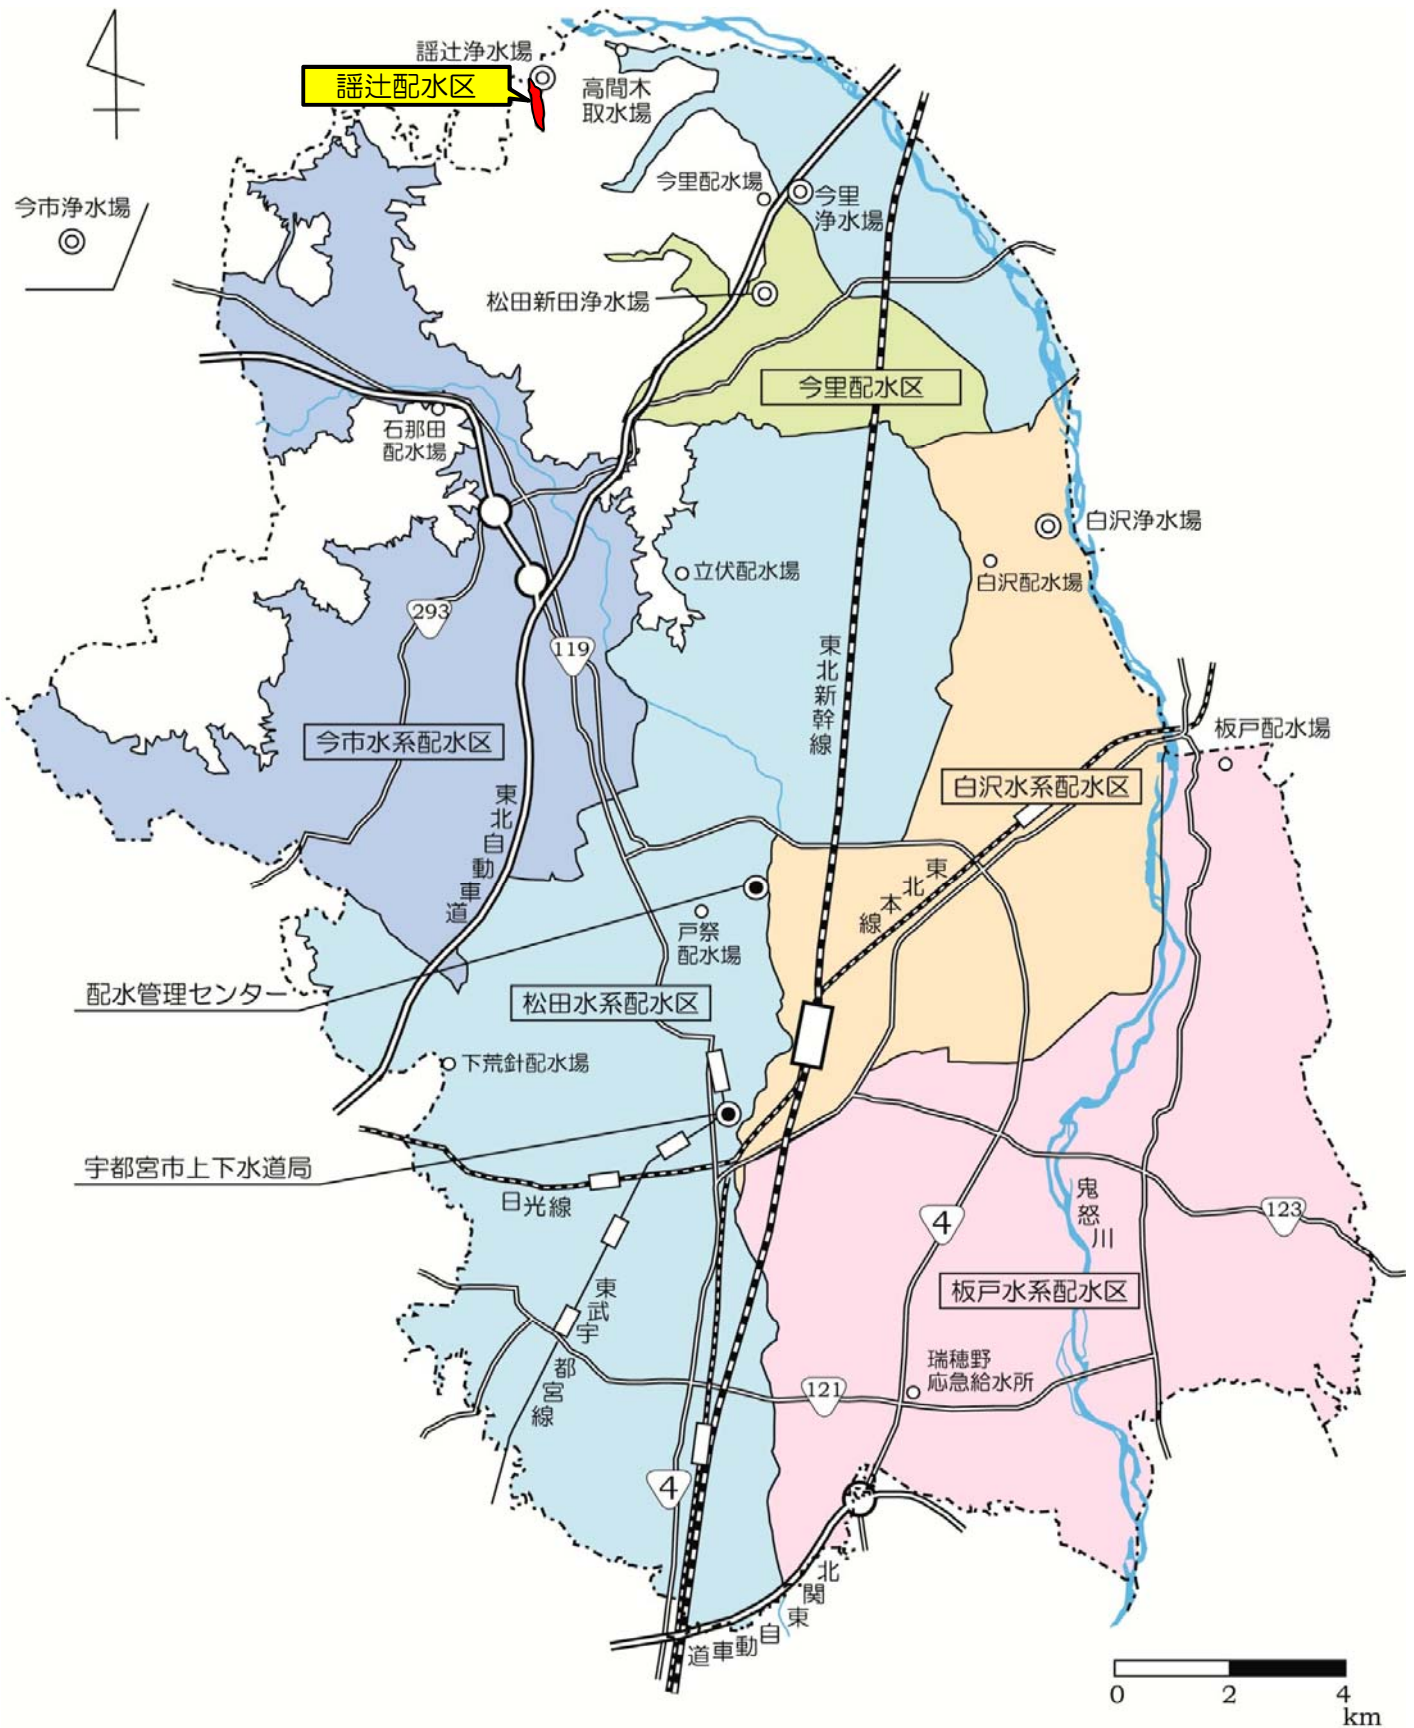 謡辻浄水場
謡辻配水区
高間木
取水場
今市浄水場
今里配水場
今里
浄水場
松田新田浄水場
今里配水区
石那田
配水場
白沢浄水場
白沢配水場
立伏配水場
293
119
東北新幹線
板戸配水場
今市水系配水区
白沢水系配水区
東北自動車道
東北本線
戸祭
配水場
配水管理センター
松田水系配水区
下荒針配水場
宇都宮市上下水道局
日光線
鬼怒川
4
123
東武宇都宮線
板戸水系配水区
瑞穂野
応急給水所
121
4
北関東自動車道
0 2 4
km